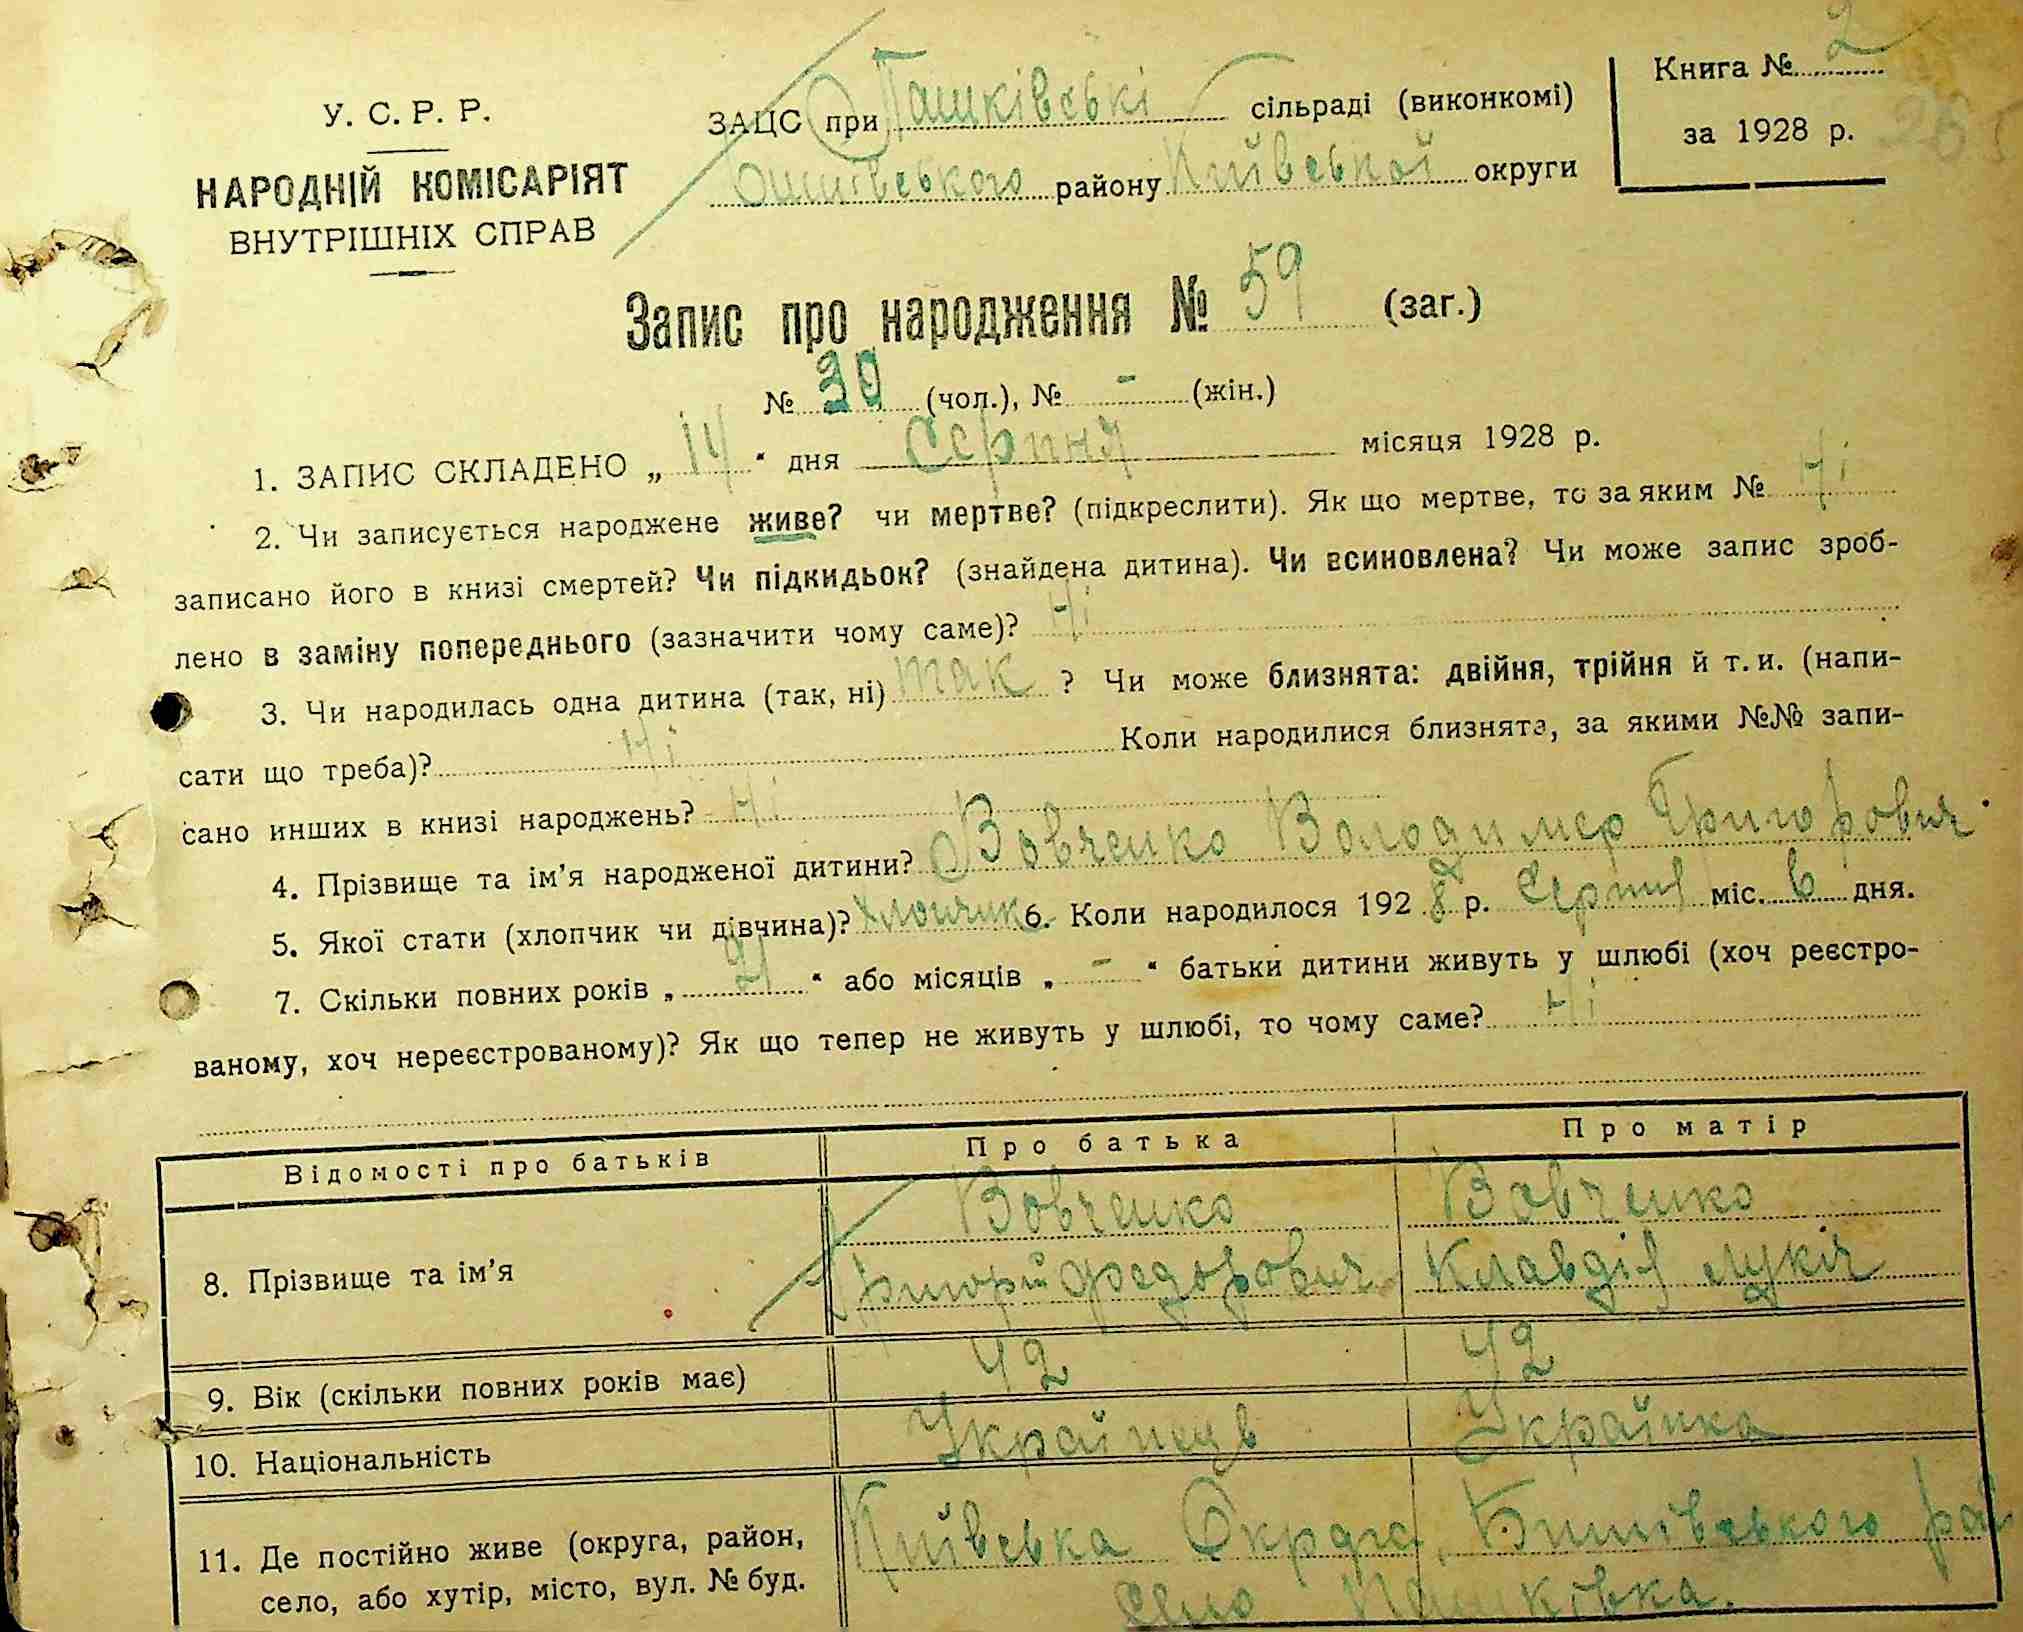 Книга № 2
за 1928 р.
У. С. Р. Р.
НАРОДНІЙ КОМІСАРІЯТ
ВНУТРІШНІХ СПРАВ
ЗАЦС при Пашківські сільраді (виконкомі)
району Київської округи
Запис про народження № 59 (заг.)
№ 30 (чол.), № - (жін.)
1. ЗАПИС СКЛАДЕНО „ 14 “ дня Серпня місяця 1928 р.
2. Чи записується народжене живе? чи мертве? (підкреслити). Як що мертве, то за яким № Ні
записано його в книзі смертей? Чи підкидьок? (знайдена дитина). Чи всиновлена? Чи може запис зроб-
лено в заміну попереднього (зазначити чому саме)? Ні
3. Чи народилась одна дитина (так, ні) так ? Чи може близнята: двійня, трійня й т. и. (напи-
сати що треба)? Ні Коли народилися близнята, за якими №№ запи-
сано инших в книзі народжень? Ні
4. Прізвище та ім’я народженої дитини? Вовченко Володимер Григорович
5. Якої стати (хлопчик чи дівчина)? хлопчик 6. Коли народилося 192 8 р. Серпня міс. 6 дня.
7. Скільки повних років „ 21 “ або місяців „ - “ батьки дитини живуть у шлюбі (хоч реєстро-
ваному, хоч нереєстрованому)? Як що тепер не живуть у шлюбі, то чому саме? Ні
Відомості про батьків Про батька Про матір
8. Прізвище та ім’я Вовченко Вовченко
Федорович Клавдія
9. Вік (скільки повних років має) 42 42
10. Національність Українець Українка
11. Де постійно живе (округа, район, Київська Округа, Бишівського рай
село, або хутір, місто, вул. № буд. село Пашківка.